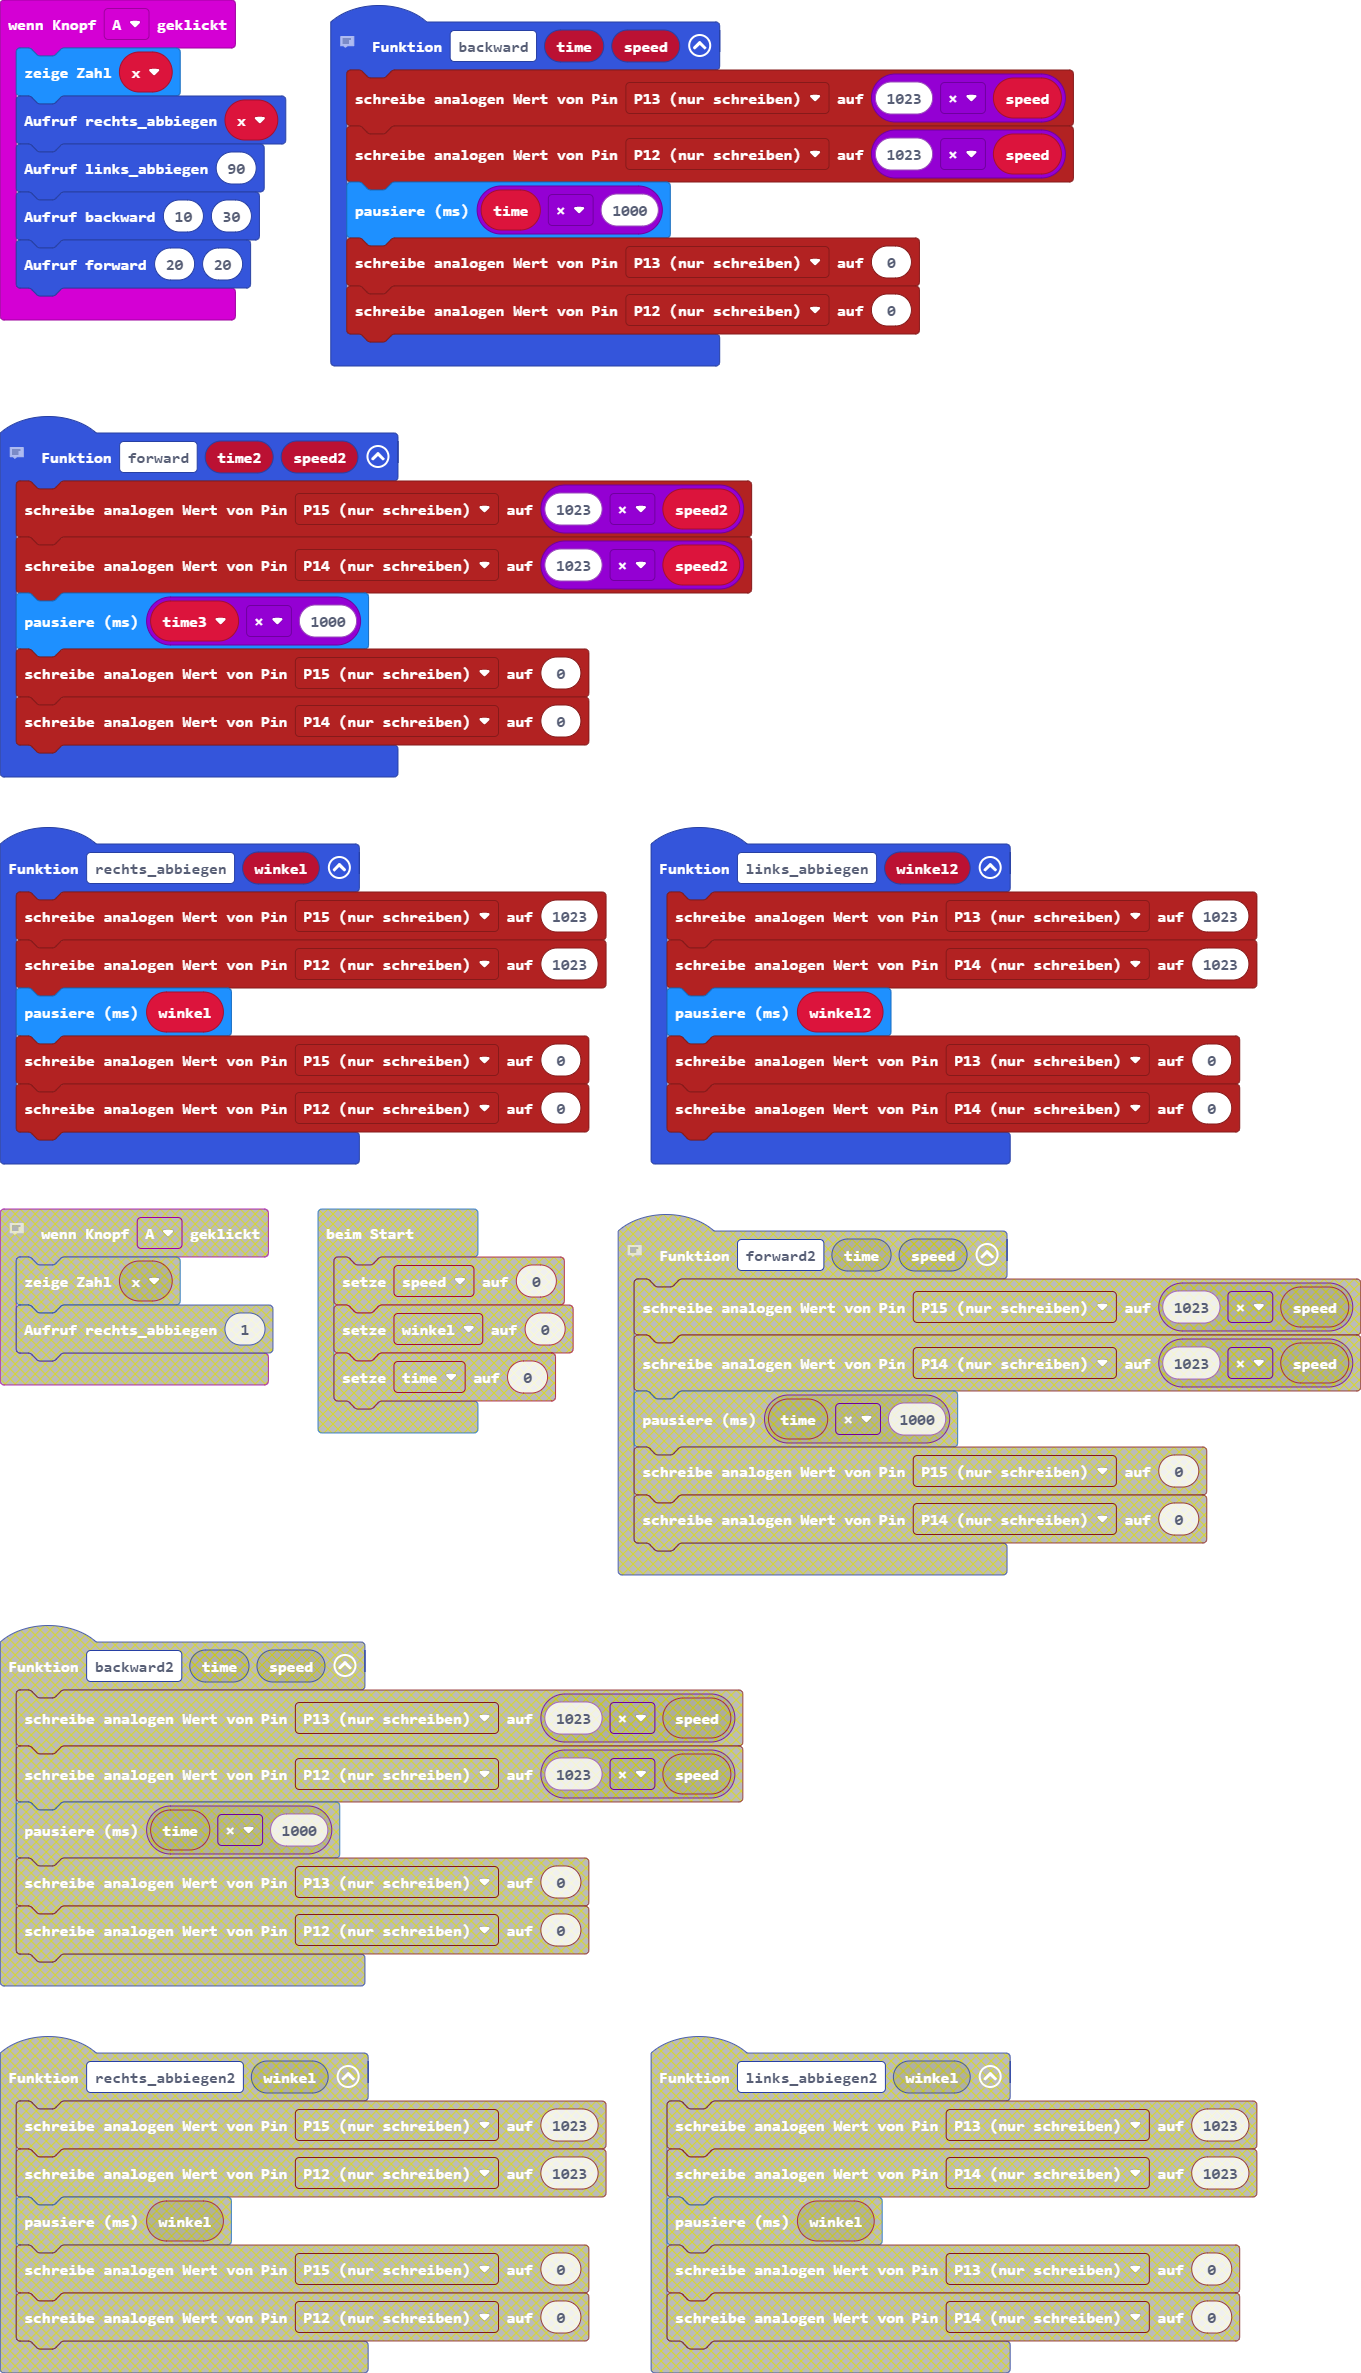 wenn Knopf A geklickt
zeige Zahl x
Aufruf rechts_abbiegen x
Aufruf links_abbiegen 90
Aufruf backward 10 30
Aufruf forward 20 20
Funktion backward time speed
schreibe analogen Wert von Pin P13 (nur schreiben) auf 1023 × speed
schreibe analogen Wert von Pin P12 (nur schreiben) auf 1023 × speed
pausiere (ms) time × 1000
schreibe analogen Wert von Pin P13 (nur schreiben) auf 0
schreibe analogen Wert von Pin P12 (nur schreiben) auf 0
Funktion forward time2 speed2
schreibe analogen Wert von Pin P15 (nur schreiben) auf 1023 × speed2
schreibe analogen Wert von Pin P14 (nur schreiben) auf 1023 × speed2
pausiere (ms) time3 × 1000
schreibe analogen Wert von Pin P15 (nur schreiben) auf 0
schreibe analogen Wert von Pin P14 (nur schreiben) auf 0
Funktion rechts_abbiegen winkel
schreibe analogen Wert von Pin P15 (nur schreiben) auf 1023
schreibe analogen Wert von Pin P12 (nur schreiben) auf 1023
pausiere (ms) winkel
schreibe analogen Wert von Pin P15 (nur schreiben) auf 0
schreibe analogen Wert von Pin P12 (nur schreiben) auf 0
Funktion links_abbiegen winkel2
schreibe analogen Wert von Pin P13 (nur schreiben) auf 1023
schreibe analogen Wert von Pin P14 (nur schreiben) auf 1023
pausiere (ms) winkel2
schreibe analogen Wert von Pin P13 (nur schreiben) auf 0
schreibe analogen Wert von Pin P14 (nur schreiben) auf 0
wenn Knopf A geklickt
zeige Zahl x
Aufruf rechts_abbiegen 1
beim Start
setze speed auf 0
setze winkel auf 0
setze time auf 0
Funktion forward2 time speed
schreibe analogen Wert von Pin P15 (nur schreiben) auf 1023 × speed
schreibe analogen Wert von Pin P14 (nur schreiben) auf 1023 × speed
pausiere (ms) time × 1000
schreibe analogen Wert von Pin P15 (nur schreiben) auf 0
schreibe analogen Wert von Pin P14 (nur schreiben) auf 0
Funktion backward2 time speed
schreibe analogen Wert von Pin P13 (nur schreiben) auf 1023 × speed
schreibe analogen Wert von Pin P12 (nur schreiben) auf 1023 × speed
pausiere (ms) time × 1000
schreibe analogen Wert von Pin P13 (nur schreiben) auf 0
schreibe analogen Wert von Pin P12 (nur schreiben) auf 0
Funktion rechts_abbiegen2 winkel
schreibe analogen Wert von Pin P15 (nur schreiben) auf 1023
schreibe analogen Wert von Pin P12 (nur schreiben) auf 1023
pausiere (ms) winkel
schreibe analogen Wert von Pin P15 (nur schreiben) auf 0
schreibe analogen Wert von Pin P12 (nur schreiben) auf 0
Funktion links_abbiegen2 winkel
schreibe analogen Wert von Pin P13 (nur schreiben) auf 1023
schreibe analogen Wert von Pin P14 (nur schreiben) auf 1023
pausiere (ms) winkel
schreibe analogen Wert von Pin P13 (nur schreiben) auf 0
schreibe analogen Wert von Pin P14 (nur schreiben) auf 0